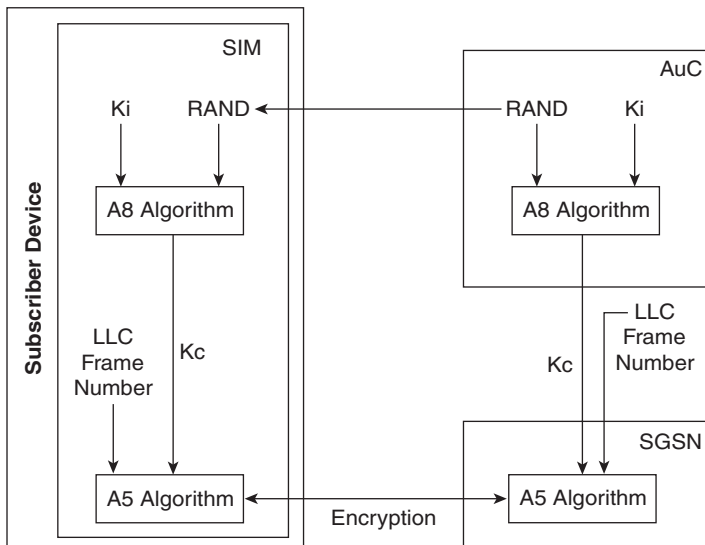 SIM
AuC
Ki
RAND
RAND
Ki
A8 Algorithm
A8 Algorithm
Subscriber Device
LLC
Frame
Number
Kc
Kc
LLC
Frame
Number
SGSN
A5 Algorithm
A5 Algorithm
Encryption